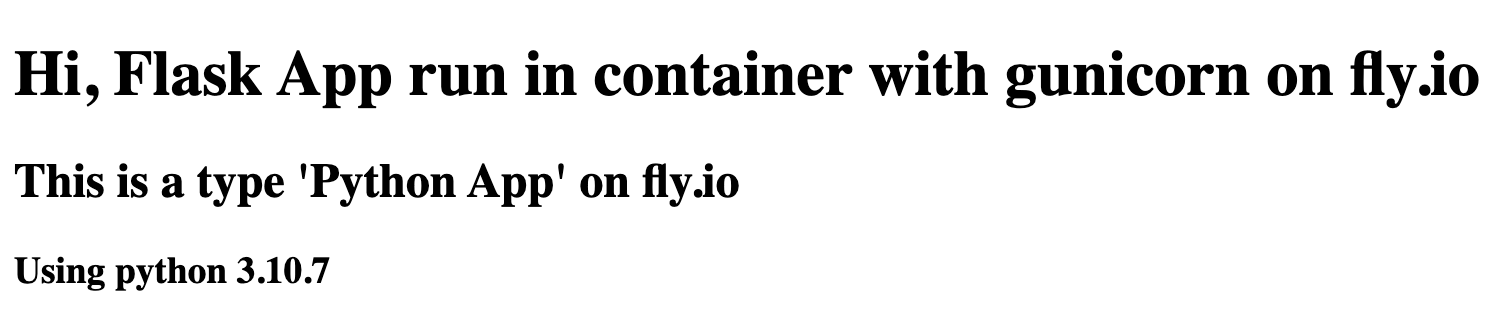 Hi, Flask App run in container with gunicorn on fly.io
This is a type 'Python App' on fly.io
Using python 3.10.7